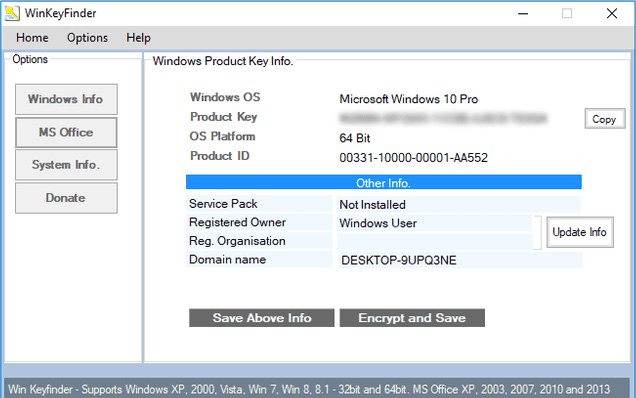 WinKeyFinder
Home Options Help
Options
Windows Info
MS Office
System Info.
Donate
Windows Product Key Info.
Windows OS Microsoft Windows 10 Pro
Product Key Copy
OS Platform 64 Bit
Product ID 00331-10000-00001-AA552
Other Info.
Service Pack Not Installed
Registered Owner Windows User
Update Info
Reg. Organisation
Domain name DESKTOP-9UPQ3NE
Save Above Info Encrypt and Save
Win Keyfinder - Supports Windows XP, 2000, Vista, Win 7, Win 8, 8.1 - 32bit and 64bit. MS Office XP, 2003, 2007, 2010 and 2013